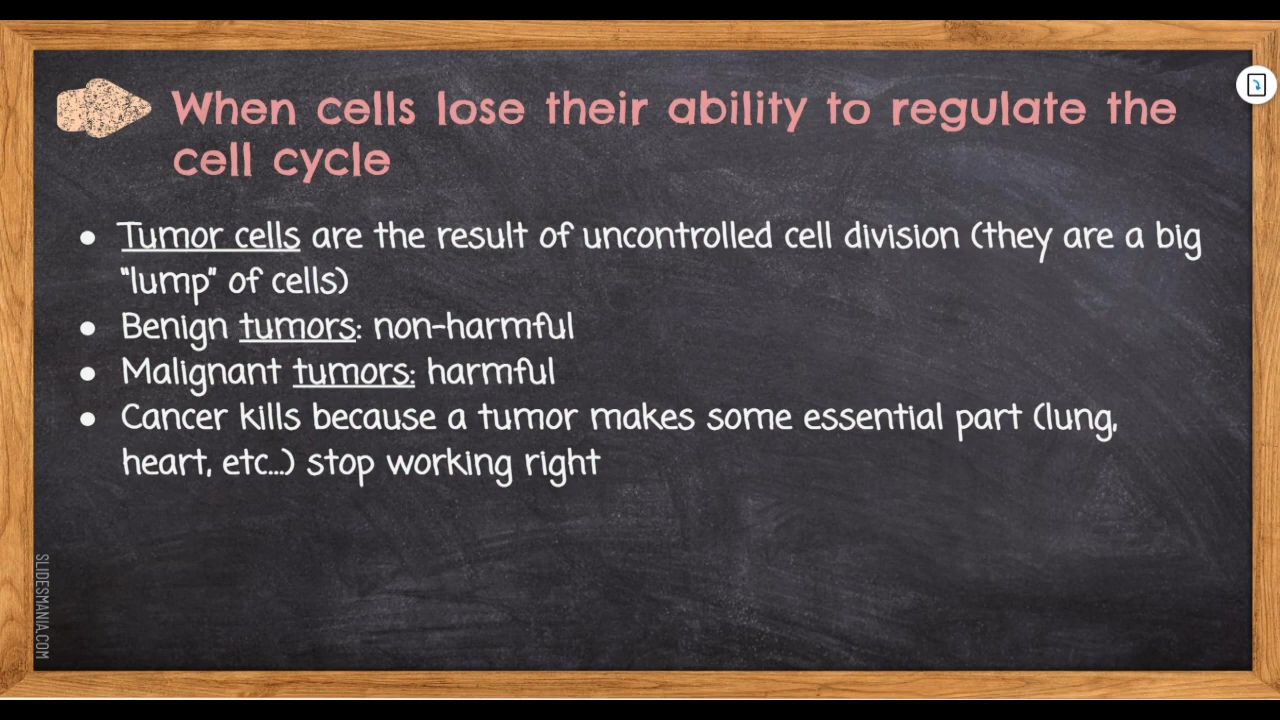 When cells lose their ability to regulate the
cell cycle
● Tumor cells are the result of uncontrolled cell division (they are a big
"lump" of cells)
● Benign tumors: non-harmful
● Malignant tumors: harmful
● Cancer kills because a tumor makes some essential part (lung,
heart, etc...) stop working right
SLIDESMANIA.COM